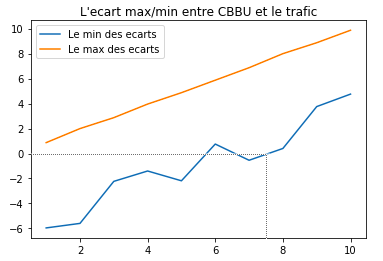 L'ecart max/min entre CBBU et le trafic
Le min des ecarts
Le max des ecarts
10
8
6
4
2
0
−2
−4
−6
2 4 6 8 10